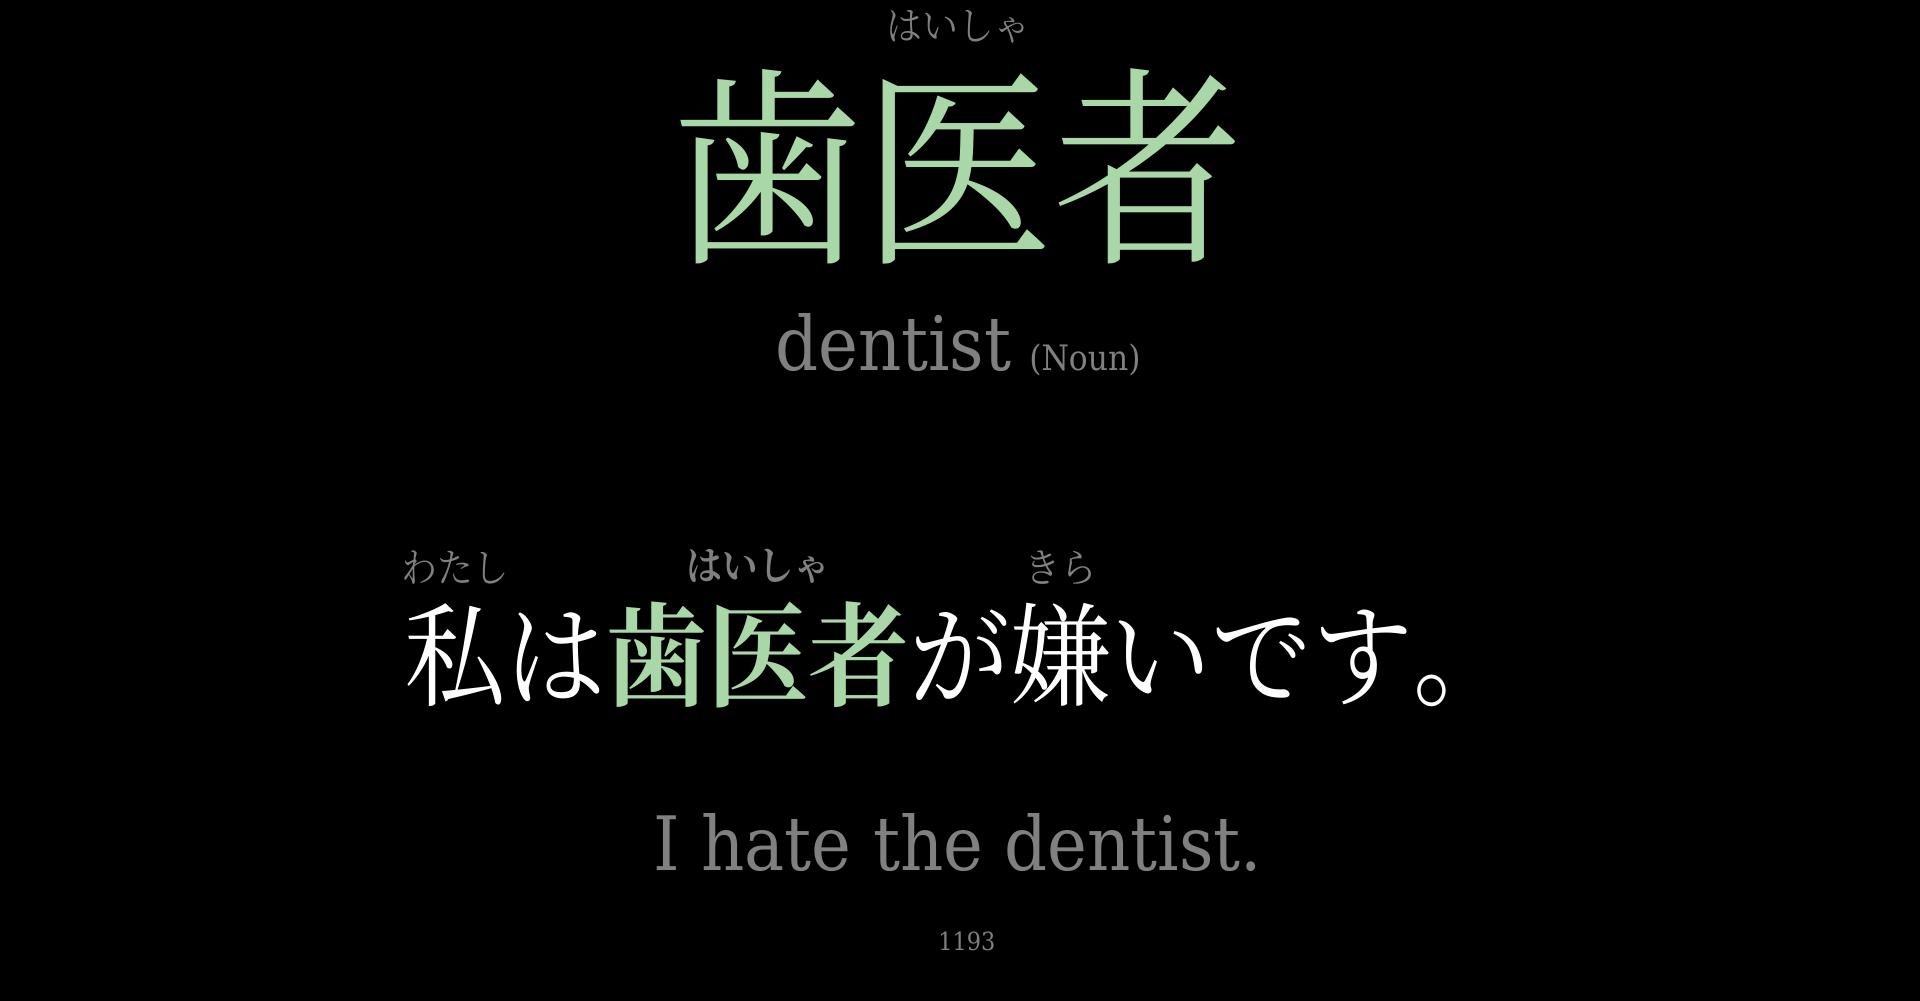 はいしゃ
歯医者
dentist (Noun)
わたし はいしゃ きら
私は歯医者が嫌いです。
I hate the dentist.
1193